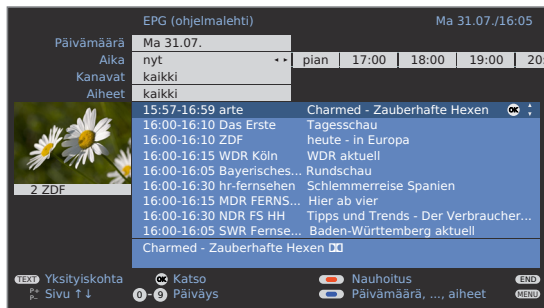 EPG (ohjelmalehti) Ma 31.07./16:05
Päivämäärä Ma 31.07.
Aika nyt pian 17:00 18:00 19:00 20:
Kanavat kaikki
Aiheet kaikki
15:57-16:59 arte Charmed - Zauberhafte Hexen OK
16:00-16:10 Das Erste Tagesschau
16:00-16:10 ZDF heute - in Europa
16:00-16:15 WDR Köln WDR aktuell
16:00-16:05 Bayerisches... Rundschau
16:00-16:30 hr-fernsehen Schlemmerreise Spanien
16:00-16:15 MDR FERNS... Hier ab vier
16:00-16:30 NDR FS HH Tipps und Trends - Der Verbraucher...
16:00-16:05 SWR Fernse... Baden-Württemberg aktuell
2 ZDF
Charmed - Zauberhafte Hexen
TEXT Yksityiskohta OK Katso Nauhoitus END
P+ P- Sivu ↑↓ 0-9 Päiväys Päivämäärä, ..., aiheet MENU